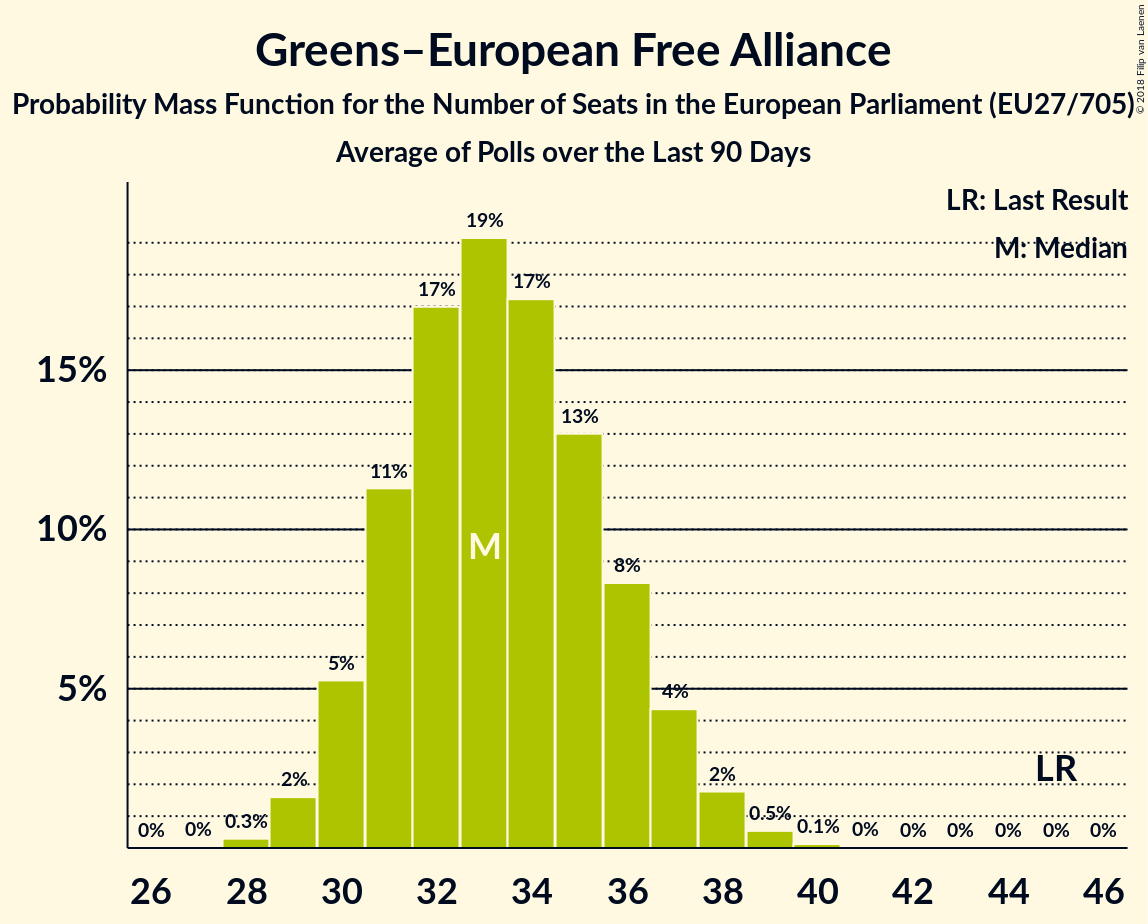 Greens–European Free Alliance
Probability Mass Function for the Number of Seats in the European Parliament (EU27/705)
Average of Polls over the Last 90 Days
© 2018 Filip van Laenen
LR: Last Result
M: Median
19%
17%
17%
15%
13%
11%
10%
M
8%
5%
5%
4%
LR
2%
2%
0.5%
0.3%
0.1%
0%
0%
0%
0%
0%
0%
0%
0%
26 28 30 32 34 36 38 40 42 44 46